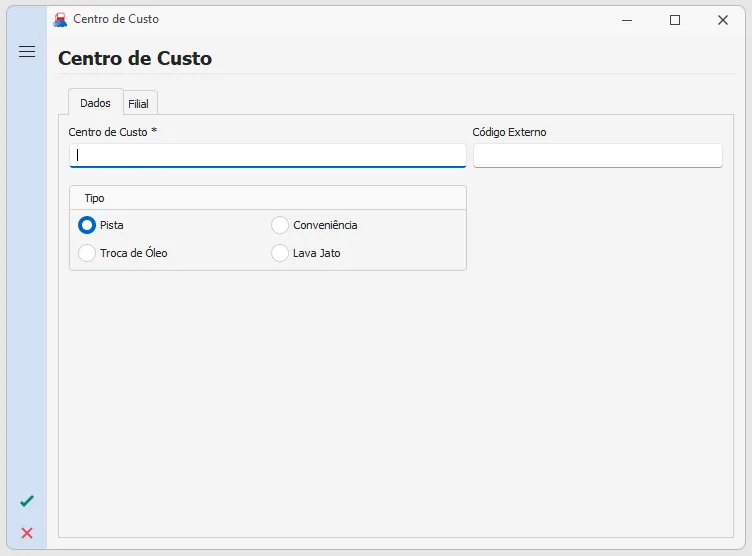 Centro de Custo
Centro de Custo
Dados Filial
Centro de Custo * Código Externo
Tipo
Pista Conveniência
Troca de Óleo Lava Jato